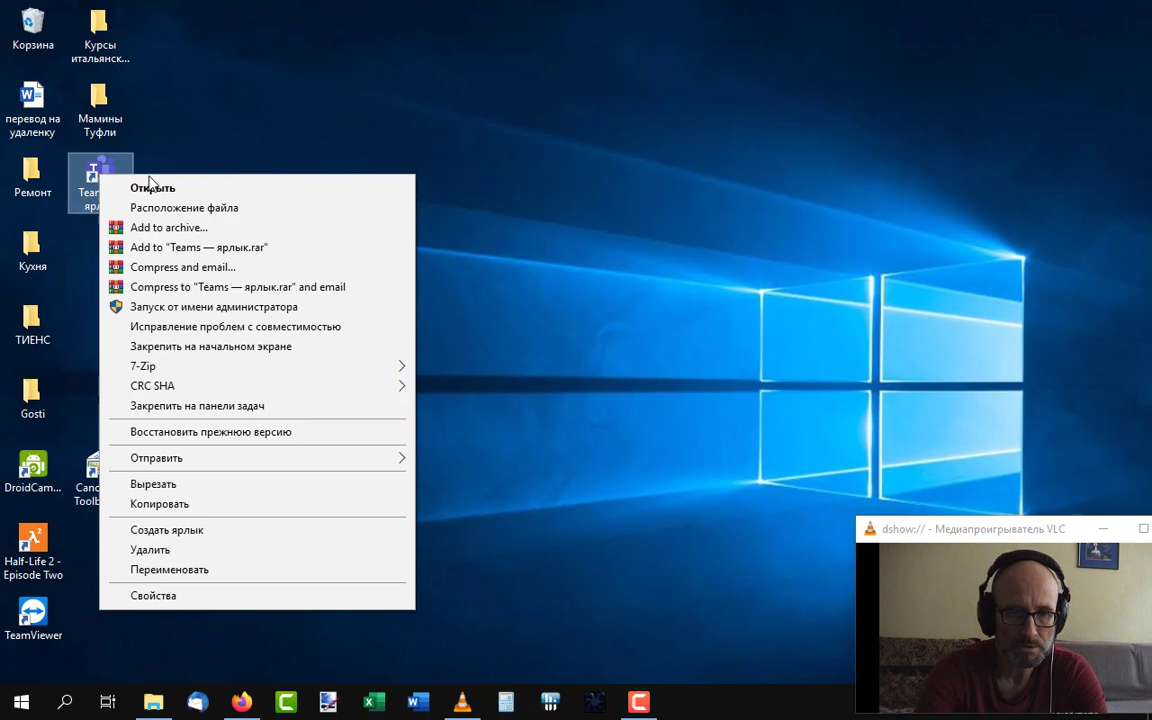 Корзина
Курсы
итальянск...
перевод на
удаленку
Мамины
Туфли
Ремонт
Кухня
ТИЕНС
Gosti
DroidCam...
Half-Life 2 -
Episode Two
TeamViewer
Открыть
Расположение файла
Add to archive...
Add to "Teams — ярлык.rar"
Compress and email...
Compress to "Teams — ярлык.rar" and email
Запуск от имени администратора
Исправление проблем с совместимостью
Закрепить на начальном экране
7-Zip
CRC SHA
Закрепить на панели задач
Восстановить прежнюю версию
Отправить
Вырезать
Копировать
Создать ярлык
Удалить
Переименовать
Свойства
dshow:// - Медиапроигрыватель VLC